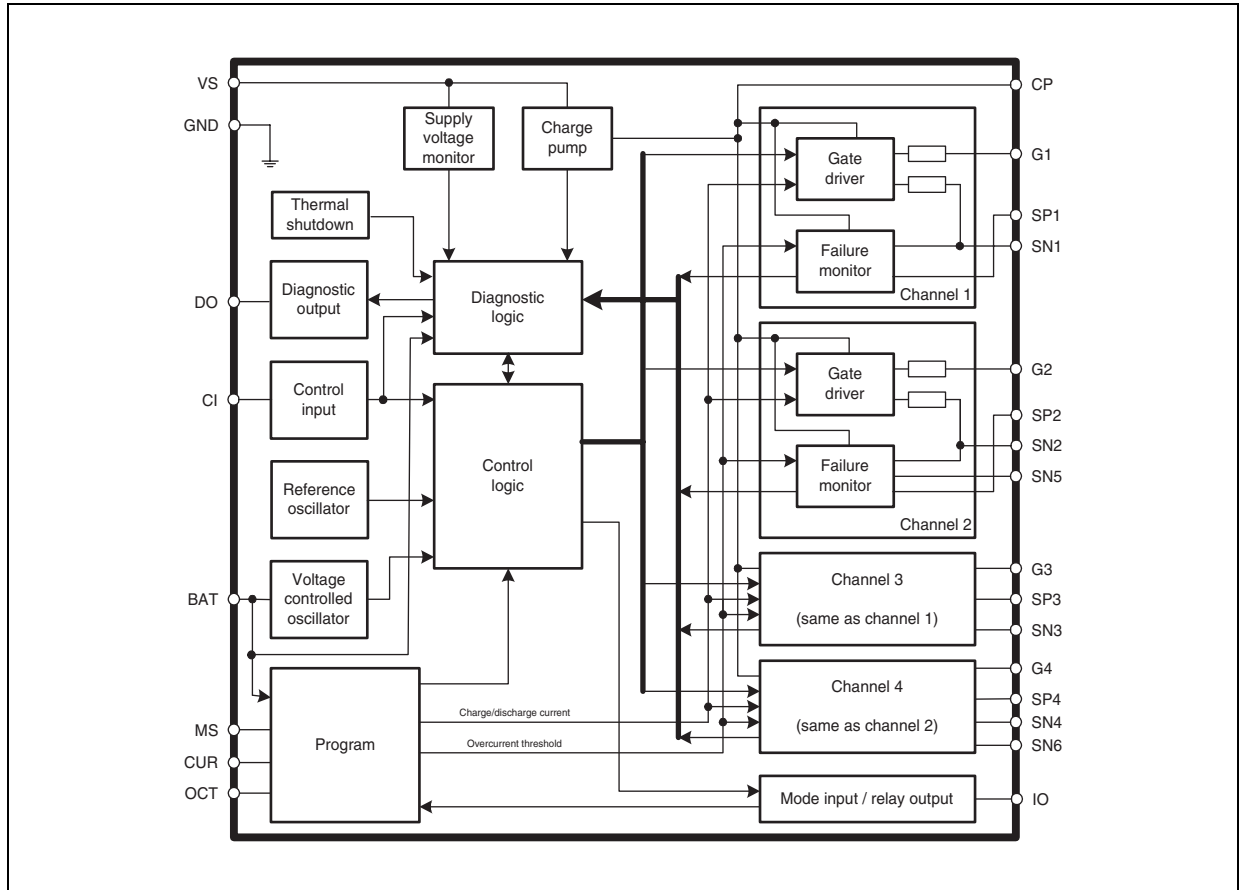 VS
GND
DO
CI
BAT
MS
CUR
OCT
Supply
voltage
monitor
Charge
pump
Thermal
shutdown
Diagnostic
output
Diagnostic
logic
Control
input
Control
logic
Reference
oscillator
Voltage
controlled
oscillator
Program
Charge/discharge current
Overcurrent threshold
Gate
driver
Failure
monitor
Channel 1
Gate
driver
Failure
monitor
Channel 2
Channel 3
(same as channel 1)
Channel 4
(same as channel 2)
Mode input / relay output
CP
G1
SP1
SN1
G2
SP2
SN2
SN5
G3
SP3
SN3
G4
SP4
SN4
SN6
IO